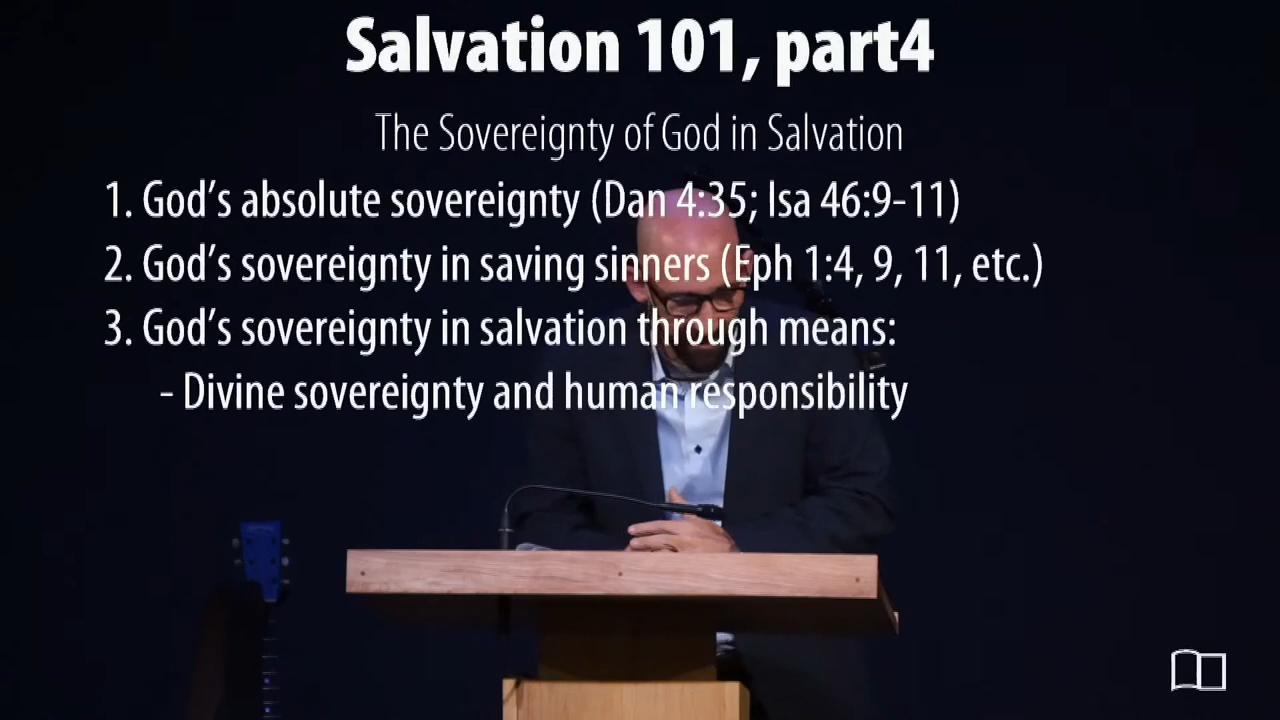 Salvation 101, part4
The Sovereignty of God in Salvation
1. God's absolute sovereignty (Dan 4:35; Isa 46:9-11)
2. God's sovereignty in saving sinners (Eph 1:4, 9, 11, etc.)
3. God's sovereignty in salvation through means:
- Divine sovereignty and human responsibility